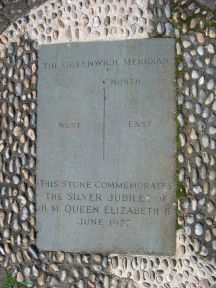 THE GREENWICH MERIDIAN
NORTH
WEST EAST
THIS STONE COMMEMORATES
THE SILVER JUBILEE OF
H.M. QUEEN ELIZABETH II
JUNE 1977